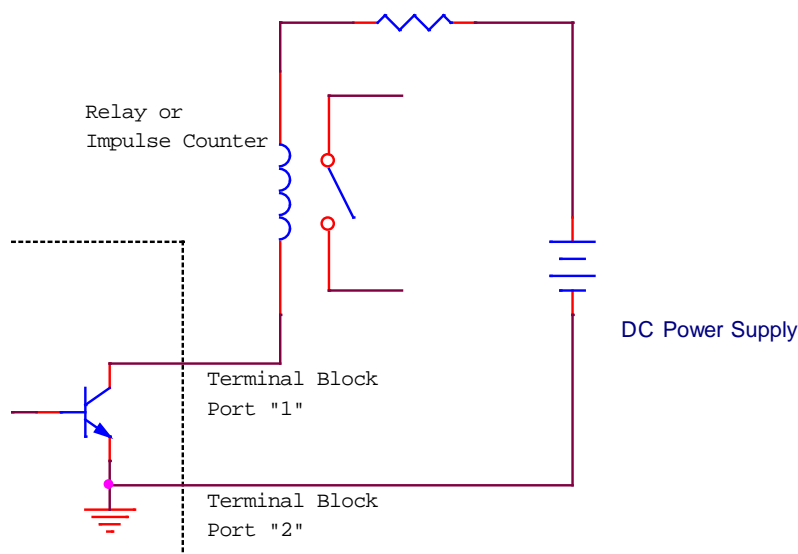 Relay or
Impulse Counter
DC Power Supply
Terminal Block
Port "1"
Terminal Block
Port "2"